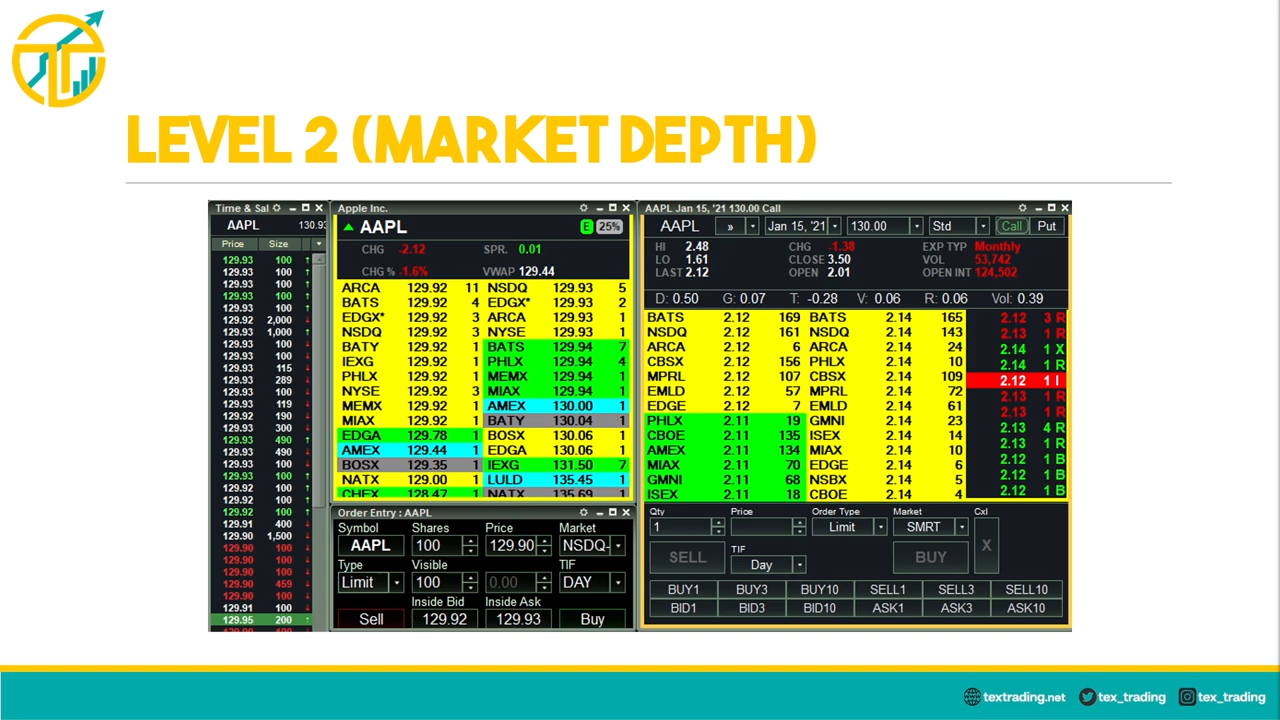 LEVEL 2 (MARKET DEPTH)
Time & Sal
AAPL 130.93
Price Size
129.93 100
129.93 100
129.93 100
129.93 100
129.93 100
129.92 2,000
129.93 1,000
129.93 100
129.93 100
129.93 115
129.93 289
129.93 100
129.93 119
129.92 190
129.93 300
129.93 490
129.93 490
129.93 100
129.93 100
129.92 100
129.92 100
129.92 100
129.91 400
129.90 1,500
129.90 100
129.90 100
129.90 100
129.90 459
129.90 100
129.91 100
129.95 200
129.90 100
Apple Inc.
AAPL E 25%
CHG -2.12 SPR. 0.01
CHG % -1.6% VWAP 129.44
ARCA 129.92 11 NSDQ 129.93 5
BATS 129.92 4 EDGX* 129.93 2
EDGX* 129.92 3 ARCA 129.93 1
NSDQ 129.92 3 NYSE 129.93 1
BATY 129.92 1 BATS 129.94 7
IEXG 129.92 1 PHLX 129.94 4
PHLX 129.92 1 MEMX 129.94 1
NYSE 129.92 3 MIAX 129.94 1
MEMX 129.92 1 AMEX 130.00 1
MIAX 129.92 1 BATY 130.04 1
EDGA 129.78 1 BOSX 130.06 1
AMEX 129.44 1 EDGA 130.06 1
BOSX 129.35 1 IEXG 131.50 7
NATX 129.00 1 LULD 135.45 1
CHEX 128.47 1 NATX 135.69 1
Order Entry : AAPL
Symbol Shares Price Market
AAPL 100 129.90 NSDQ-
Type Visible TIF
Limit 100 0.00 DAY
Inside Bid Inside Ask
Sell 129.92 129.93 Buy
AAPL Jan 15, '21 130.00 Call
AAPL » Jan 15, '21 130.00 Std Call Put
HI 2.48 CHG -1.38 EXP TYP Monthly
LO 1.61 CLOSE 3.50 VOL 53,742
LAST 2.12 OPEN 2.01 OPEN INT 124,502
D: 0.50 G: 0.07 T: -0.28 V: 0.06 R: 0.06 Vol: 0.39
BATS 2.12 169 BATS 2.14 165 2.12 3 R
NSDQ 2.12 161 NSDQ 2.14 143 2.13 1 R
ARCA 2.12 6 ARCA 2.14 24 2.14 1 X
CBSX 2.12 156 PHLX 2.14 10 2.14 1 R
MPRL 2.12 107 CBSX 2.14 109 2.12 1 I
EMLD 2.12 57 MPRL 2.14 72 2.13 1 R
EDGE 2.12 7 EMLD 2.14 61 2.13 1 R
PHLX 2.11 19 GMNI 2.14 23 2.13 4 R
CBOE 2.11 135 ISEX 2.14 14 2.13 1 R
AMEX 2.11 134 MIAX 2.14 10 2.12 1 B
MIAX 2.11 70 EDGE 2.14 6 2.12 1 B
GMNI 2.11 68 NSBX 2.14 5 2.12 1 B
ISEX 2.11 18 CBOE 2.14 4
Qty Price Order Type Market Cxl
1 Limit SMRT X
SELL TIF BUY
Day
BUY1 BUY3 BUY10 SELL1 SELL3 SELL10
BID1 BID3 BID10 ASK1 ASK3 ASK10
textrading.net tex_trading tex_trading